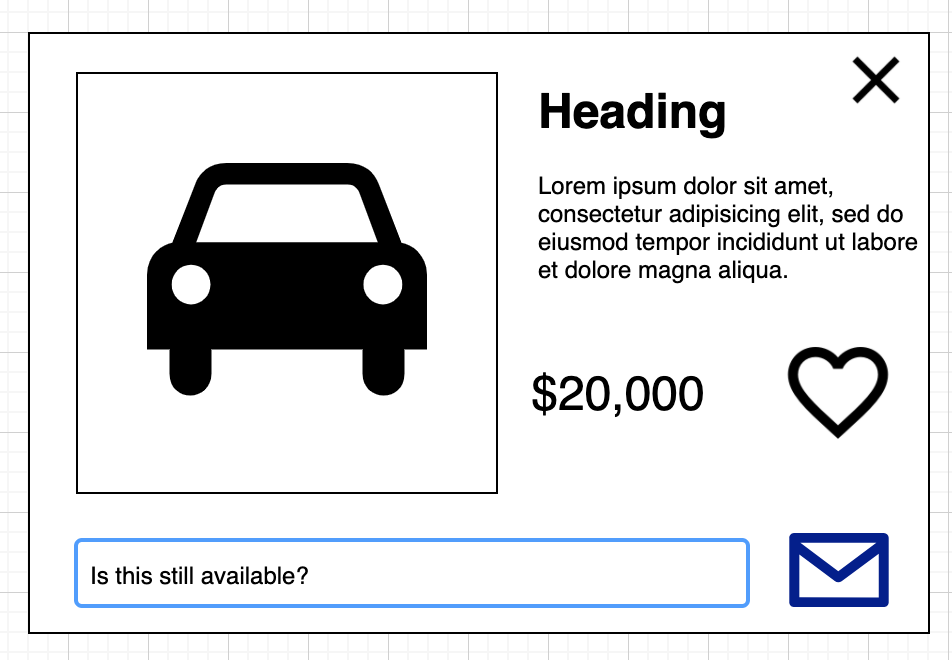 Heading
Lorem ipsum dolor sit amet,
consectetur adipisicing elit, sed do
eiusmod tempor incididunt ut labore
et dolore magna aliqua.
$20,000
Is this still available?